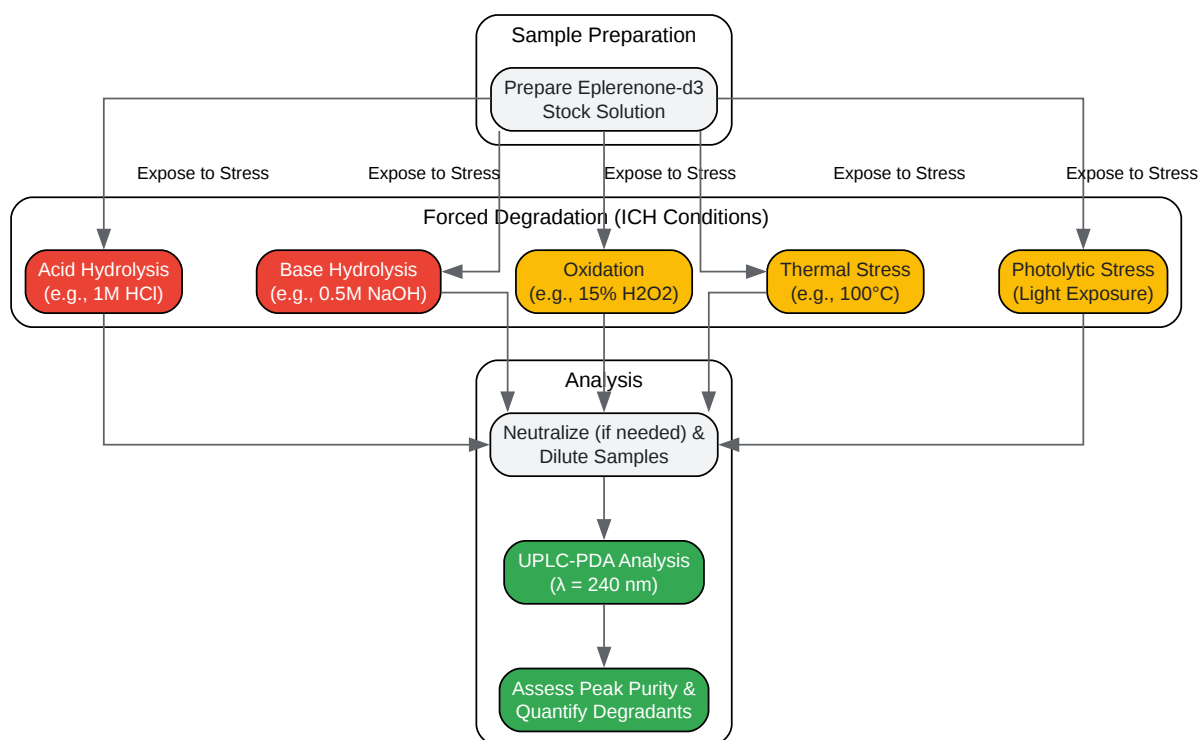 Sample Preparation
Prepare Eplerenone-d3
Stock Solution
Expose to Stress
Expose to Stress
Expose to Stress
Expose to Stress
Expose to Stress
Forced Degradation (ICH Conditions)
Acid Hydrolysis
(e.g., 1M HCl)
Base Hydrolysis
(e.g., 0.5M NaOH)
Oxidation
(e.g., 15% H2O2)
Thermal Stress
(e.g., 100°C)
Photolytic Stress
(Light Exposure)
Analysis
Neutralize (if needed) &
Dilute Samples
UPLC-PDA Analysis
(λ = 240 nm)
Assess Peak Purity &
Quantify Degradants